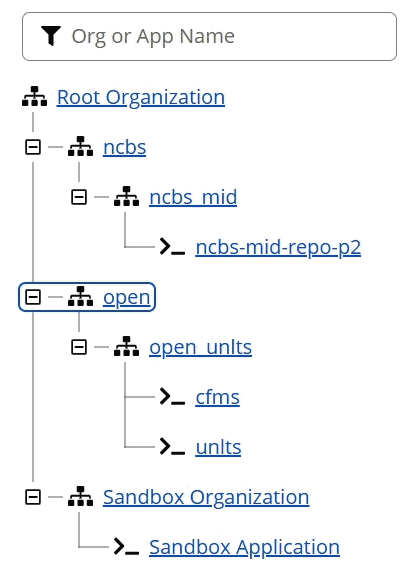 Org or App Name
Root Organization
ncbs
ncbs_mid
ncbs-mid-repo-p2
open
open_unlts
cfms
unlts
Sandbox Organization
Sandbox Application